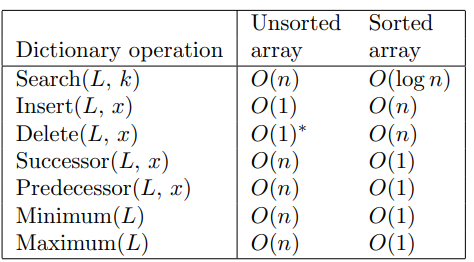 Unsorted Sorted
Dictionary operation array array
Search(L, k) O(n) O(log n)
Insert(L, x) O(1) O(n)
Delete(L, x) O(1)* O(n)
Successor(L, x) O(n) O(1)
Predecessor(L, x) O(n) O(1)
Minimum(L) O(n) O(1)
Maximum(L) O(n) O(1)